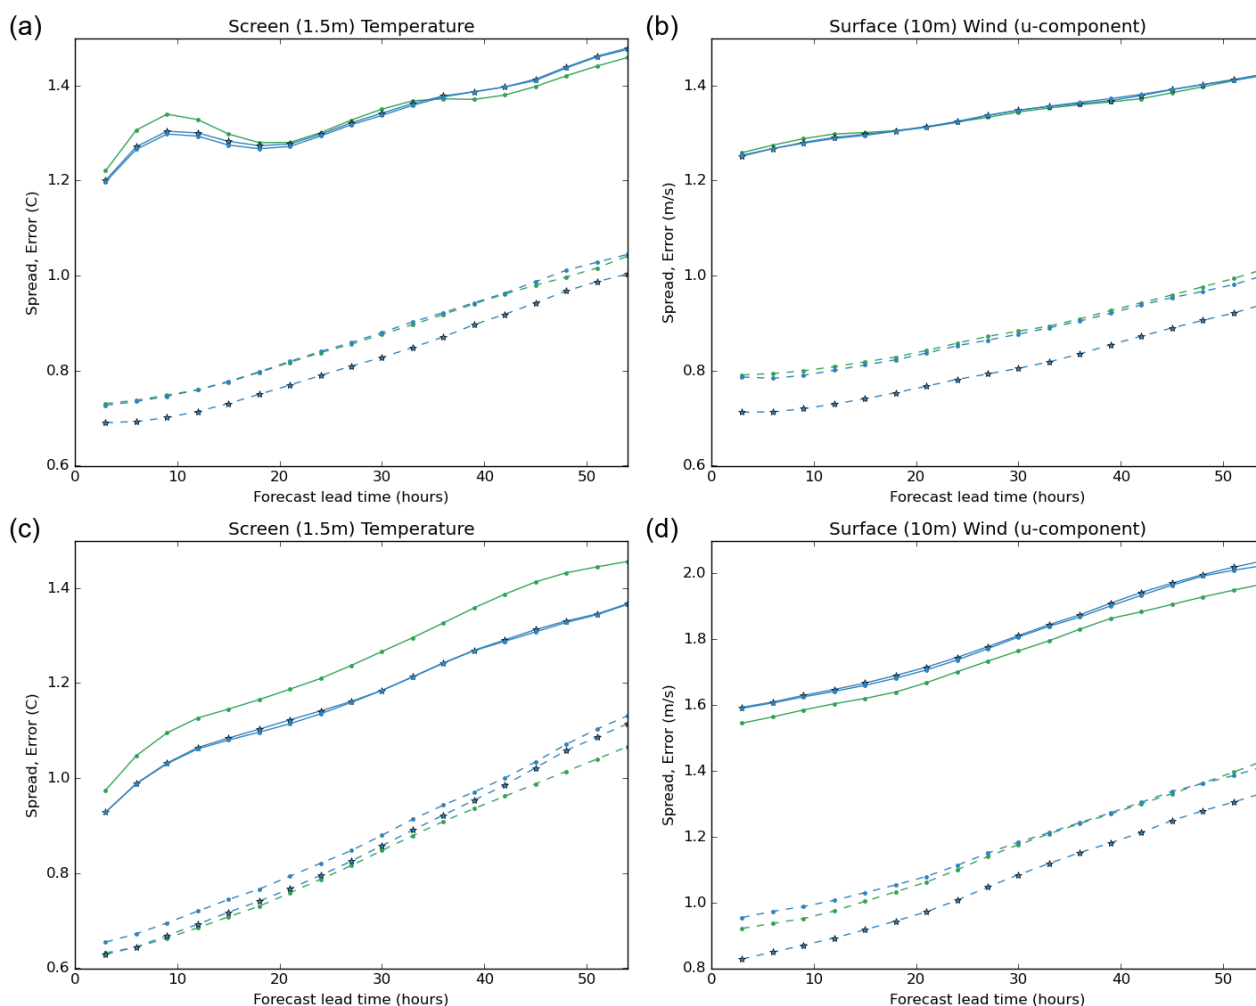 (a)
Screen (1.5m) Temperature
Spread, Error (C)
1.4
1.2
1.0
0.8
0.6
0
10
20
30
40
50
Forecast lead time (hours)
(b)
Surface (10m) Wind (u-component)
Spread, Error (m/s)
1.4
1.2
1.0
0.8
0.6
0
10
20
30
40
50
Forecast lead time (hours)
(c)
Screen (1.5m) Temperature
Spread, Error (C)
1.4
1.2
1.0
0.8
0.6
0
10
20
30
40
50
Forecast lead time (hours)
(d)
Surface (10m) Wind (u-component)
Spread, Error (m/s)
2.0
1.8
1.6
1.4
1.2
1.0
0.8
0
10
20
30
40
50
Forecast lead time (hours)